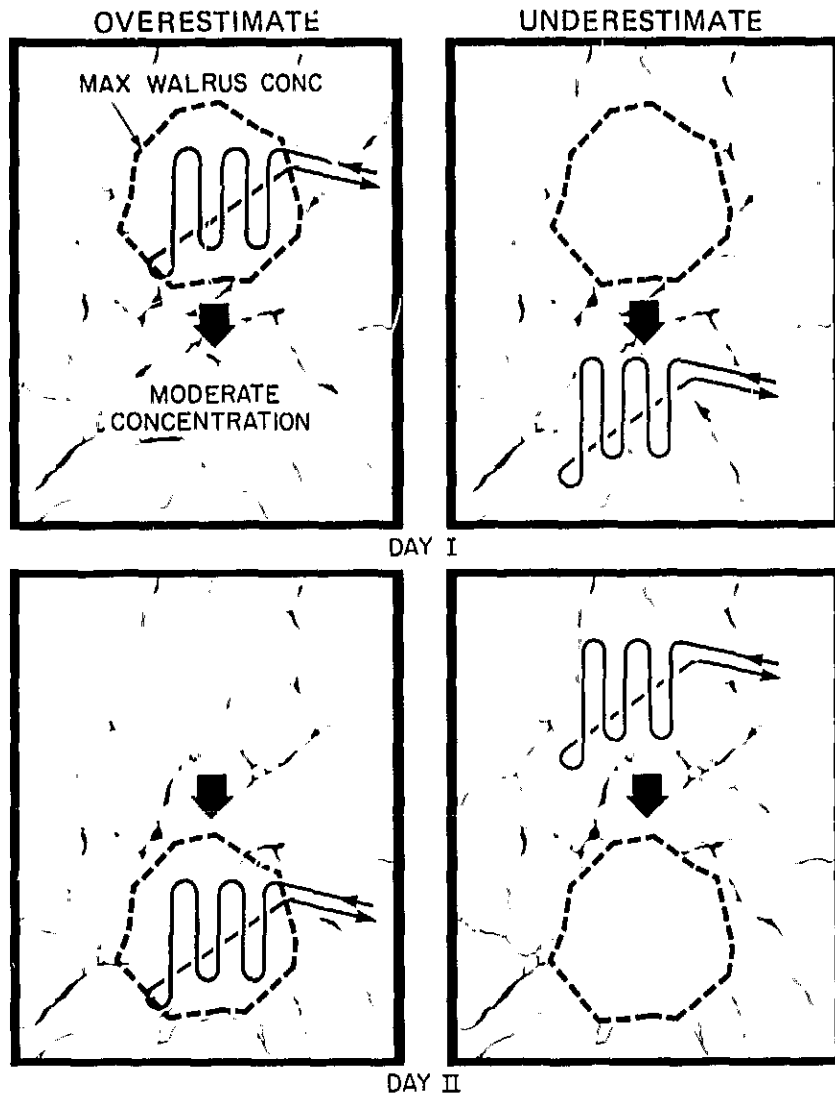 OVERESTIMATE
UNDERESTIMATE
MAX WALRUS CONC
MODERATE
CONCENTRATION
DAY I
DAY II